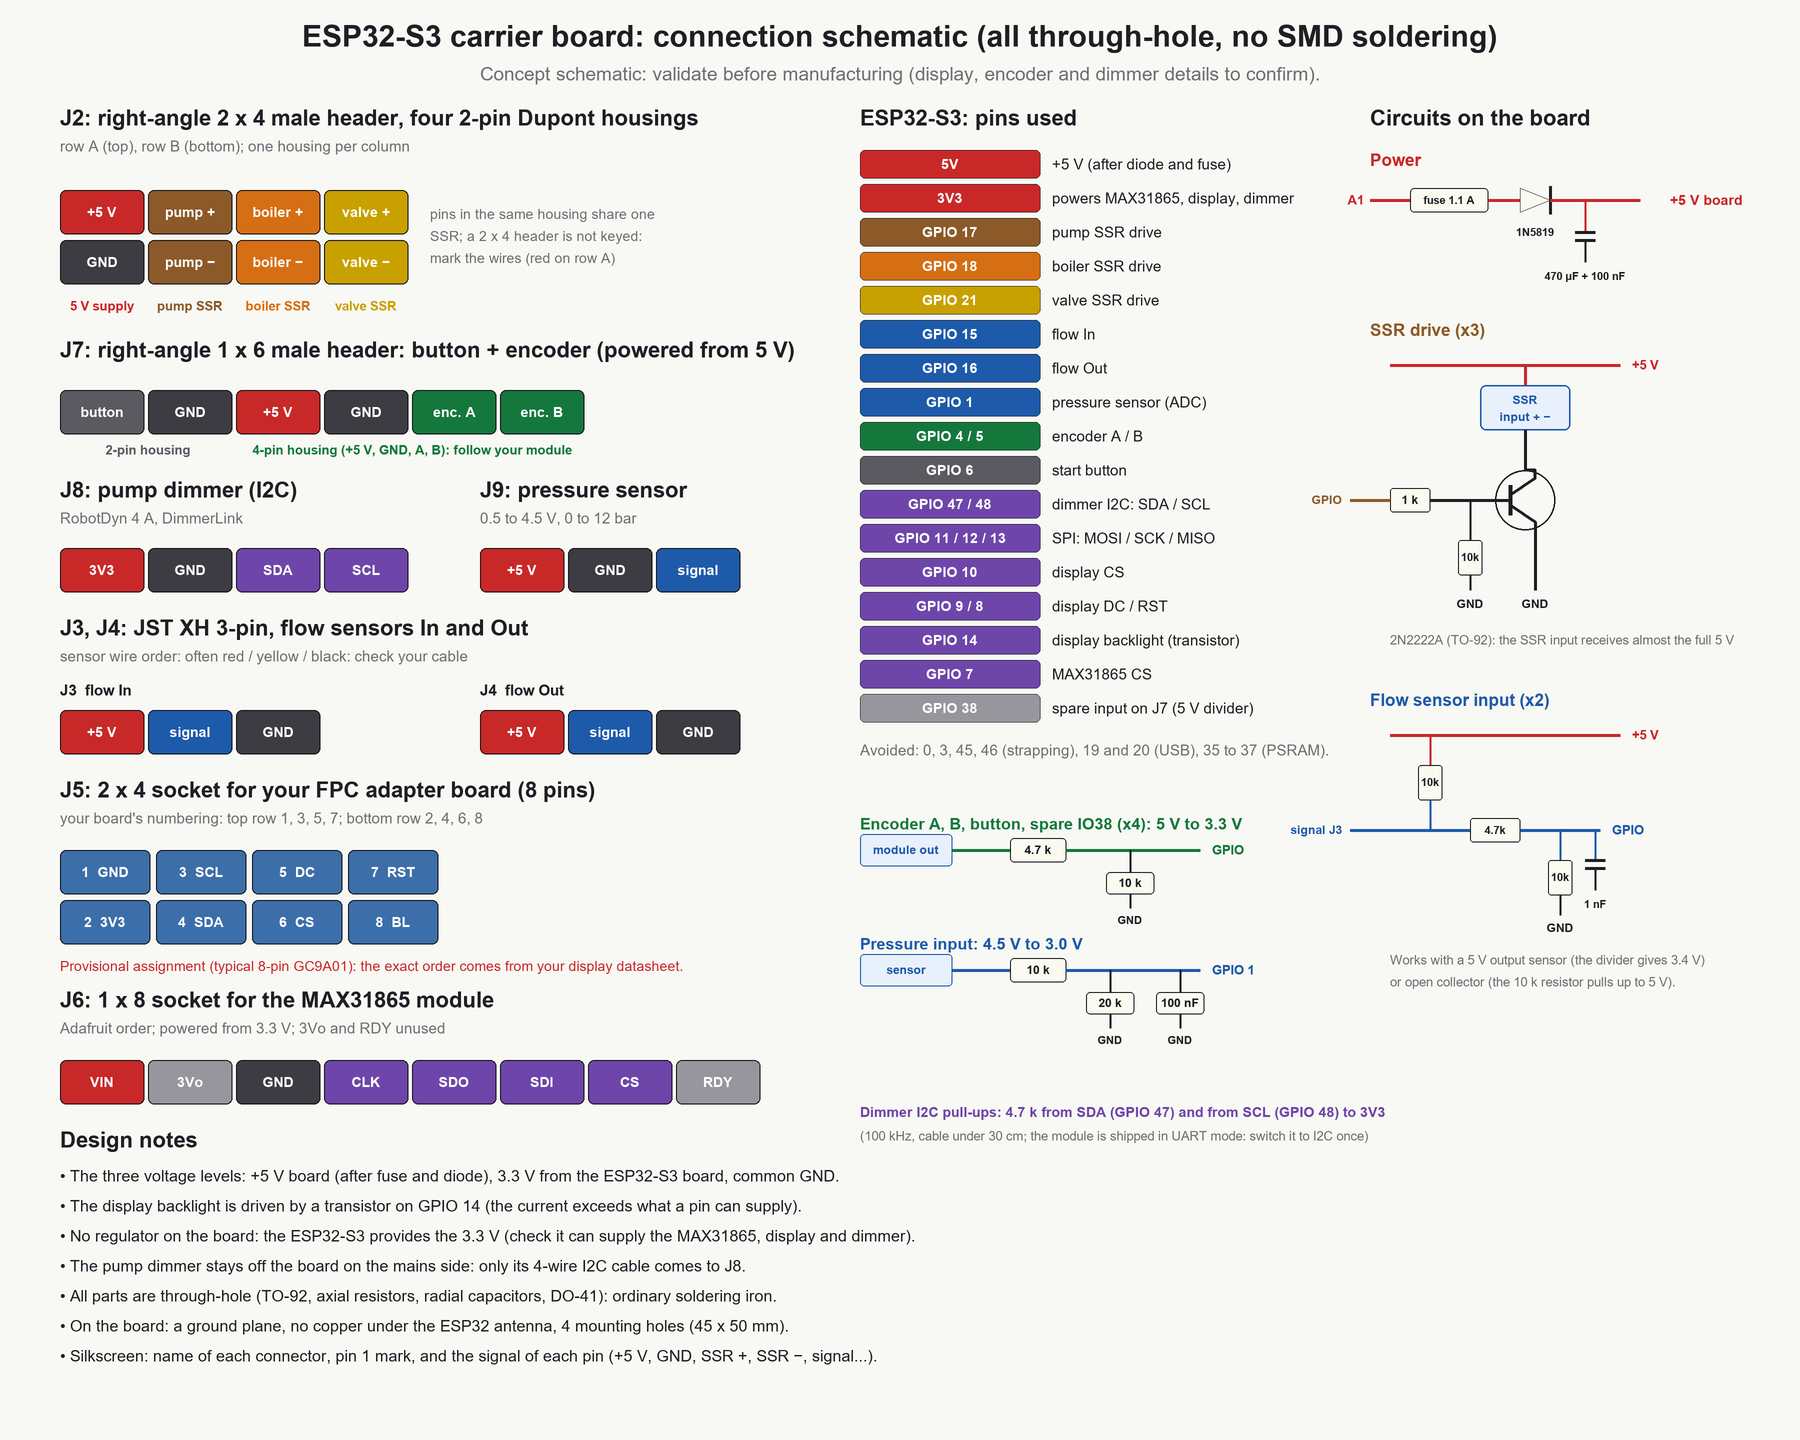 ESP32-S3 carrier board: connection schematic (all through-hole, no SMD soldering)
Concept schematic: validate before manufacturing (display, encoder and dimmer details to confirm).
J2: right-angle 2 x 4 male header, four 2-pin Dupont housings
row A (top), row B (bottom); one housing per column
+5 V pump + boiler + valve +
GND pump − boiler − valve −
5 V supply pump SSR boiler SSR valve SSR
pins in the same housing share one
SSR; a 2 x 4 header is not keyed:
mark the wires (red on row A)
J7: right-angle 1 x 6 male header: button + encoder (powered from 5 V)
button GND +5 V GND enc. A enc. B
2-pin housing 4-pin housing (+5 V, GND, A, B): follow your module
J8: pump dimmer (I2C)
RobotDyn 4 A, DimmerLink
3V3 GND SDA SCL
J9: pressure sensor
0.5 to 4.5 V, 0 to 12 bar
+5 V GND signal
J3, J4: JST XH 3-pin, flow sensors In and Out
sensor wire order: often red / yellow / black: check your cable
J3 flow In
+5 V signal GND
J4 flow Out
+5 V signal GND
J5: 2 x 4 socket for your FPC adapter board (8 pins)
your board's numbering: top row 1, 3, 5, 7; bottom row 2, 4, 6, 8
1 GND 3 SCL 5 DC 7 RST
2 3V3 4 SDA 6 CS 8 BL
Provisional assignment (typical 8-pin GC9A01): the exact order comes from your display datasheet.
J6: 1 x 8 socket for the MAX31865 module
Adafruit order; powered from 3.3 V; 3Vo and RDY unused
VIN 3Vo GND CLK SDO SDI CS RDY
Design notes
• The three voltage levels: +5 V board (after fuse and diode), 3.3 V from the ESP32-S3 board, common GND.
• The display backlight is driven by a transistor on GPIO 14 (the current exceeds what a pin can supply).
• No regulator on the board: the ESP32-S3 provides the 3.3 V (check it can supply the MAX31865, display and dimmer).
• The pump dimmer stays off the board on the mains side: only its 4-wire I2C cable comes to J8.
• All parts are through-hole (TO-92, axial resistors, radial capacitors, DO-41): ordinary soldering iron.
• On the board: a ground plane, no copper under the ESP32 antenna, 4 mounting holes (45 x 50 mm).
• Silkscreen: name of each connector, pin 1 mark, and the signal of each pin (+5 V, GND, SSR +, SSR −, signal...).
ESP32-S3: pins used
5V +5 V (after diode and fuse)
3V3 powers MAX31865, display, dimmer
GPIO 17 pump SSR drive
GPIO 18 boiler SSR drive
GPIO 21 valve SSR drive
GPIO 15 flow In
GPIO 16 flow Out
GPIO 1 pressure sensor (ADC)
GPIO 4 / 5 encoder A / B
GPIO 6 start button
GPIO 47 / 48 dimmer I2C: SDA / SCL
GPIO 11 / 12 / 13 SPI: MOSI / SCK / MISO
GPIO 10 display CS
GPIO 9 / 8 display DC / RST
GPIO 14 display backlight (transistor)
GPIO 7 MAX31865 CS
GPIO 38 spare input on J7 (5 V divider)
Avoided: 0, 3, 45, 46 (strapping), 19 and 20 (USB), 35 to 37 (PSRAM).
Encoder A, B, button, spare IO38 (x4): 5 V to 3.3 V
module out 4.7 k GPIO
10 k
GND
Pressure input: 4.5 V to 3.0 V
sensor 10 k GPIO 1
20 k 100 nF
GND GND
Dimmer I2C pull-ups: 4.7 k from SDA (GPIO 47) and from SCL (GPIO 48) to 3V3
(100 kHz, cable under 30 cm; the module is shipped in UART mode: switch it to I2C once)
Circuits on the board
Power
A1 fuse 1.1 A +5 V board
1N5819
470 µF + 100 nF
SSR drive (x3)
+5 V
SSR
input + −
GPIO 1 k
10k
GND GND
2N2222A (TO-92): the SSR input receives almost the full 5 V
Flow sensor input (x2)
+5 V
10k
signal J3 4.7k GPIO
10k
1 nF
GND
Works with a 5 V output sensor (the divider gives 3.4 V)
or open collector (the 10 k resistor pulls up to 5 V).